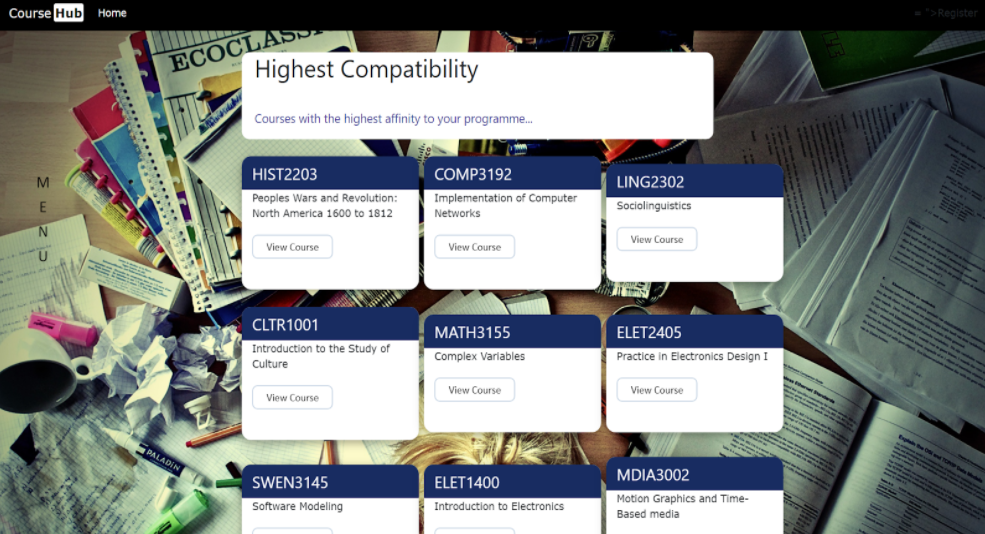 Course Hub
Home
= ">Register
ECOCLASSI
Highest Compatibility
Courses with the highest affinity to your programme...
M
E
N
U
HIST2203
Peoples Wars and Revolution:
North America 1600 to 1812
View Course
COMP3192
Implementation of Computer
Networks
View Course
LING2302
Sociolinguistics
View Course
CLTR1001
Introduction to the Study of
Culture
View Course
MATH3155
Complex Variables
View Course
ELET2405
Practice in Electronics Design I
View Course
PALADIN
SWEN3145
Software Modeling
ELET1400
Introduction to Electronics
MDIA3002
Motion Graphics and Time-
Based media